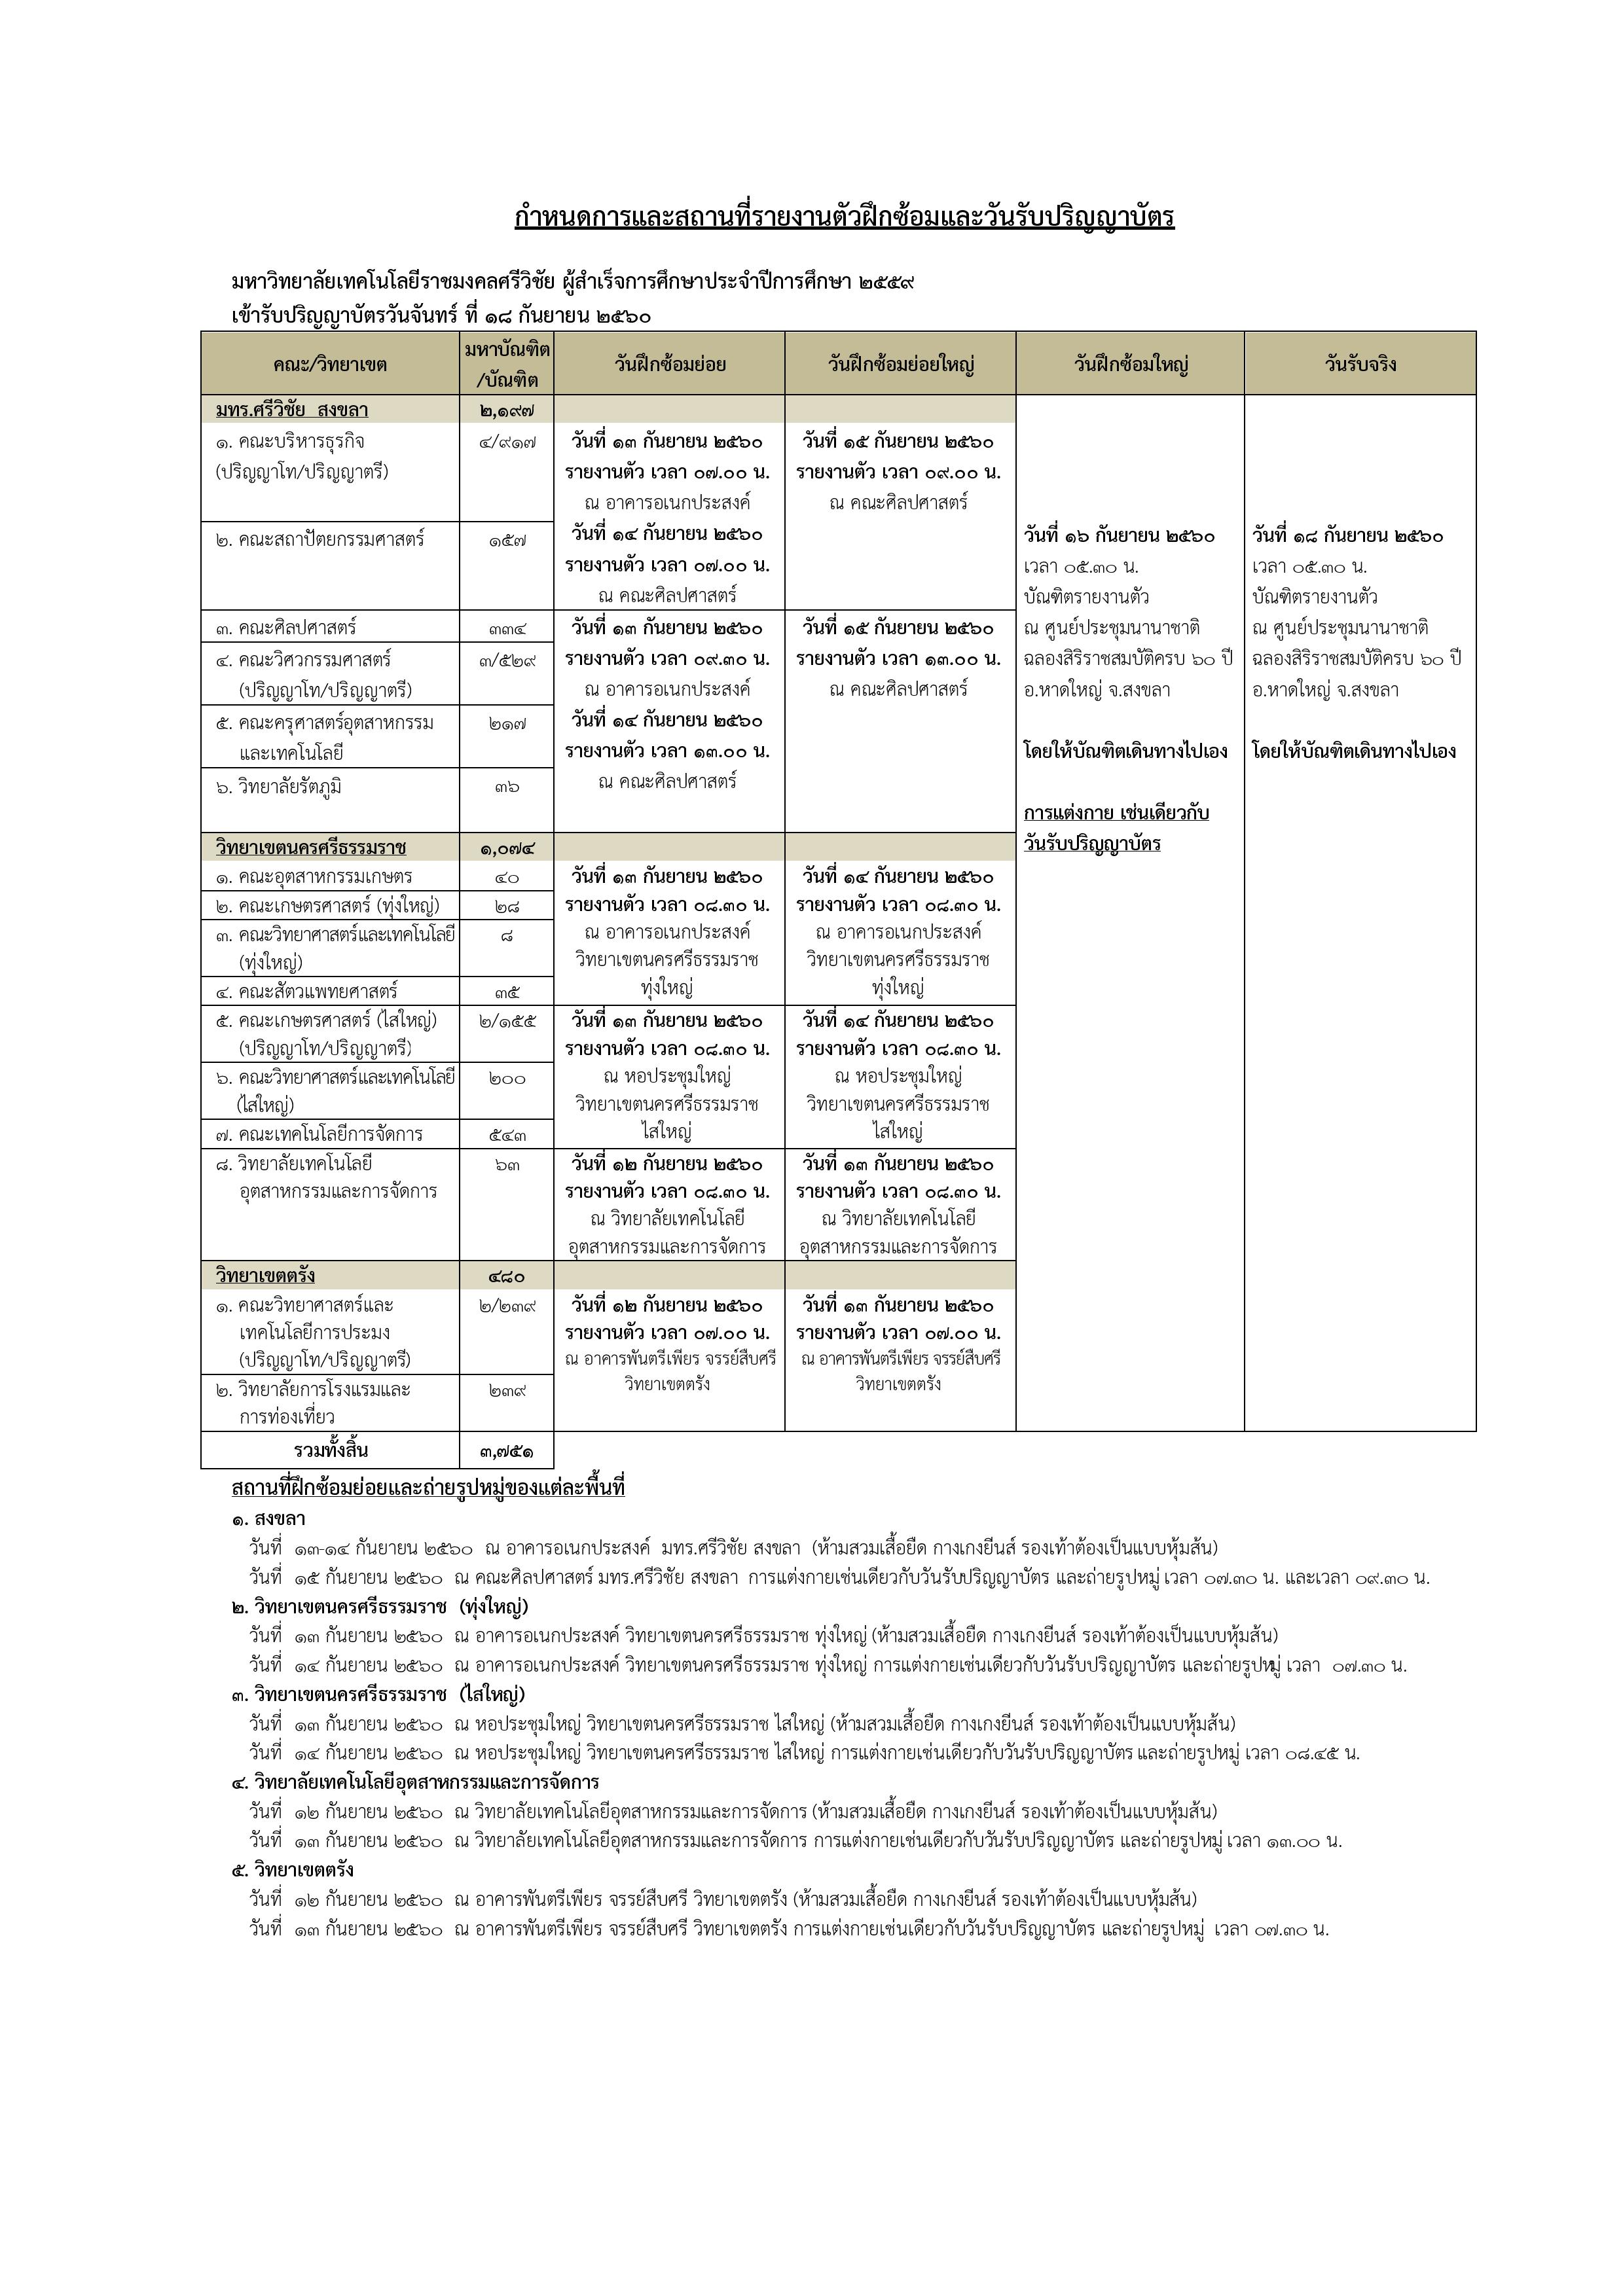 กำหนดการและสถานที่รายงานตัวฝึกซ้อมและวันรับปริญญาบัตร
มหาวิทยาลัยเทคโนโลยีราชมงคลศรีวิชัย ผู้สำเร็จการศึกษาประจำปีการศึกษา ๒๕๕๙
เข้ารับปริญญาบัตรวันจันทร์ ที่ ๑๘ กันยายน ๒๕๖๐
คณะ/วิทยาเขต
มหาบัณฑิต
/บัณฑิต
วันฝึกซ้อมย่อย
วันฝึกซ้อมย่อยใหญ่
วันฝึกซ้อมใหญ่
วันรับจริง
มทร.ศรีวิชัย สงขลา
๒,๑๙๗
๑. คณะบริหารธุรกิจ
(ปริญญาโท/ปริญญาตรี)
๔/๙๑๗
๒. คณะสถาปัตยกรรมศาสตร์
๑๕๗
วันที่ ๑๓ กันยายน ๒๕๖๐
รายงานตัว เวลา ๐๗.๐๐ น.
ณ อาคารอเนกประสงค์
วันที่ ๑๔ กันยายน ๒๕๖๐
รายงานตัว เวลา ๐๗.๐๐ น.
ณ คณะศิลปศาสตร์
วันที่ ๑๕ กันยายน ๒๕๖๐
รายงานตัว เวลา ๐๙.๐๐ น.
ณ คณะศิลปศาสตร์
วันที่ ๑๖ กันยายน ๒๕๖๐
เวลา ๐๕.๓๐ น.
บัณฑิตรายงานตัว
ณ ศูนย์ประชุมนานาชาติ
ฉลองสิริราชสมบัติครบ ๖๐ ปี
อ.หาดใหญ่ จ.สงขลา
โดยให้บัณฑิตเดินทางไปเอง
การแต่งกาย เช่นเดียวกับ
วันรับปริญญาบัตร
วันที่ ๑๘ กันยายน ๒๕๖๐
เวลา ๐๕.๓๐ น.
บัณฑิตรายงานตัว
ณ ศูนย์ประชุมนานาชาติ
ฉลองสิริราชสมบัติครบ ๖๐ ปี
อ.หาดใหญ่ จ.สงขลา
โดยให้บัณฑิตเดินทางไปเอง
๓. คณะศิลปศาสตร์
๓๓๔
๔. คณะวิศวกรรมศาสตร์
(ปริญญาโท/ปริญญาตรี)
๓/๕๒๙
๕. คณะครุศาสตร์อุตสาหกรรม
และเทคโนโลยี
๒๑๗
๖. วิทยาลัยรัตภูมิ
๓๖
วันที่ ๑๓ กันยายน ๒๕๖๐
รายงานตัว เวลา ๐๙.๓๐ น.
ณ อาคารอเนกประสงค์
วันที่ ๑๔ กันยายน ๒๕๖๐
รายงานตัว เวลา ๑๓.๐๐ น.
ณ คณะศิลปศาสตร์
วันที่ ๑๕ กันยายน ๒๕๖๐
รายงานตัว เวลา ๑๓.๐๐ น.
ณ คณะศิลปศาสตร์
วิทยาเขตนครศรีธรรมราช
๑,๐๗๔
๑. คณะอุตสาหกรรมเกษตร
๔๐
๒. คณะเกษตรศาสตร์ (ทุ่งใหญ่)
๒๘
๓. คณะวิทยาศาสตร์และเทคโนโลยี
(ทุ่งใหญ่)
๘
๔. คณะสัตวแพทยศาสตร์
๓๕
วันที่ ๑๓ กันยายน ๒๕๖๐
รายงานตัว เวลา ๐๘.๓๐ น.
ณ อาคารอเนกประสงค์
วิทยาเขตนครศรีธรรมราช
ทุ่งใหญ่
วันที่ ๑๔ กันยายน ๒๕๖๐
รายงานตัว เวลา ๐๘.๓๐ น.
ณ อาคารอเนกประสงค์
วิทยาเขตนครศรีธรรมราช
ทุ่งใหญ่
๕. คณะเกษตรศาสตร์ (ไสใหญ่)
(ปริญญาโท/ปริญญาตรี)
๒/๑๕๕
๖. คณะวิทยาศาสตร์และเทคโนโลยี
(ไสใหญ่)
๒๐๐
๗. คณะเทคโนโลยีการจัดการ
๕๔๓
วันที่ ๑๓ กันยายน ๒๕๖๐
รายงานตัว เวลา ๐๘.๓๐ น.
ณ หอประชุมใหญ่
วิทยาเขตนครศรีธรรมราช
ไสใหญ่
วันที่ ๑๔ กันยายน ๒๕๖๐
รายงานตัว เวลา ๐๘.๓๐ น.
ณ หอประชุมใหญ่
วิทยาเขตนครศรีธรรมราช
ไสใหญ่
๘. วิทยาลัยเทคโนโลยี
อุตสาหกรรมและการจัดการ
๖๓
วันที่ ๑๒ กันยายน ๒๕๖๐
รายงานตัว เวลา ๐๘.๓๐ น.
ณ วิทยาลัยเทคโนโลยี
อุตสาหกรรมและการจัดการ
วันที่ ๑๓ กันยายน ๒๕๖๐
รายงานตัว เวลา ๐๘.๓๐ น.
ณ วิทยาลัยเทคโนโลยี
อุตสาหกรรมและการจัดการ
วิทยาเขตตรัง
๔๘๐
๑. คณะวิทยาศาสตร์และ
เทคโนโลยีการประมง
(ปริญญาโท/ปริญญาตรี)
๒/๒๓๙
๒. วิทยาลัยการโรงแรมและ
การท่องเที่ยว
๒๓๙
วันที่ ๑๒ กันยายน ๒๕๖๐
รายงานตัว เวลา ๐๗.๐๐ น.
ณ อาคารพันตรีเพียร จรรย์สืบศรี
วิทยาเขตตรัง
วันที่ ๑๓ กันยายน ๒๕๖๐
รายงานตัว เวลา ๐๗.๐๐ น.
ณ อาคารพันตรีเพียร จรรย์สืบศรี
วิทยาเขตตรัง
รวมทั้งสิ้น
๓,๗๕๑
สถานที่ฝึกซ้อมย่อยและถ่ายรูปหมู่ของแต่ละพื้นที่
๑. สงขลา
วันที่ ๑๓-๑๔ กันยายน ๒๕๖๐ ณ อาคารอเนกประสงค์ มทร.ศรีวิชัย สงขลา (ห้ามสวมเสื้อยืด กางเกงยีนส์ รองเท้าต้องเป็นแบบหุ้มส้น)
วันที่ ๑๕ กันยายน ๒๕๖๐ ณ คณะศิลปศาสตร์ มทร.ศรีวิชัย สงขลา การแต่งกายเช่นเดียวกับวันรับปริญญาบัตร และถ่ายรูปหมู่ เวลา ๐๗.๓๐ น. และเวลา ๐๙.๓๐ น.
๒. วิทยาเขตนครศรีธรรมราช (ทุ่งใหญ่)
วันที่ ๑๓ กันยายน ๒๕๖๐ ณ อาคารอเนกประสงค์ วิทยาเขตนครศรีธรรมราช ทุ่งใหญ่ (ห้ามสวมเสื้อยืด กางเกงยีนส์ รองเท้าต้องเป็นแบบหุ้มส้น)
วันที่ ๑๔ กันยายน ๒๕๖๐ ณ อาคารอเนกประสงค์ วิทยาเขตนครศรีธรรมราช ทุ่งใหญ่ การแต่งกายเช่นเดียวกับวันรับปริญญาบัตร และถ่ายรูปหมู่ เวลา ๐๗.๓๐ น.
๓. วิทยาเขตนครศรีธรรมราช (ไสใหญ่)
วันที่ ๑๓ กันยายน ๒๕๖๐ ณ หอประชุมใหญ่ วิทยาเขตนครศรีธรรมราช ไสใหญ่ (ห้ามสวมเสื้อยืด กางเกงยีนส์ รองเท้าต้องเป็นแบบหุ้มส้น)
วันที่ ๑๔ กันยายน ๒๕๖๐ ณ หอประชุมใหญ่ วิทยาเขตนครศรีธรรมราช ไสใหญ่ การแต่งกายเช่นเดียวกับวันรับปริญญาบัตร และถ่ายรูปหมู่ เวลา ๐๘.๔๕ น.
๔. วิทยาลัยเทคโนโลยีอุตสาหกรรมและการจัดการ
วันที่ ๑๒ กันยายน ๒๕๖๐ ณ วิทยาลัยเทคโนโลยีอุตสาหกรรมและการจัดการ (ห้ามสวมเสื้อยืด กางเกงยีนส์ รองเท้าต้องเป็นแบบหุ้มส้น)
วันที่ ๑๓ กันยายน ๒๕๖๐ ณ วิทยาลัยเทคโนโลยีอุตสาหกรรมและการจัดการ การแต่งกายเช่นเดียวกับวันรับปริญญาบัตร และถ่ายรูปหมู่ เวลา ๑๓.๐๐ น.
๕. วิทยาเขตตรัง
วันที่ ๑๒ กันยายน ๒๕๖๐ ณ อาคารพันตรีเพียร จรรย์สืบศรี วิทยาเขตตรัง (ห้ามสวมเสื้อยืด กางเกงยีนส์ รองเท้าต้องเป็นแบบหุ้มส้น)
วันที่ ๑๓ กันยายน ๒๕๖๐ ณ อาคารพันตรีเพียร จรรย์สืบศรี วิทยาเขตตรัง การแต่งกายเช่นเดียวกับวันรับปริญญาบัตร และถ่ายรูปหมู่ เวลา ๐๗.๓๐ น.